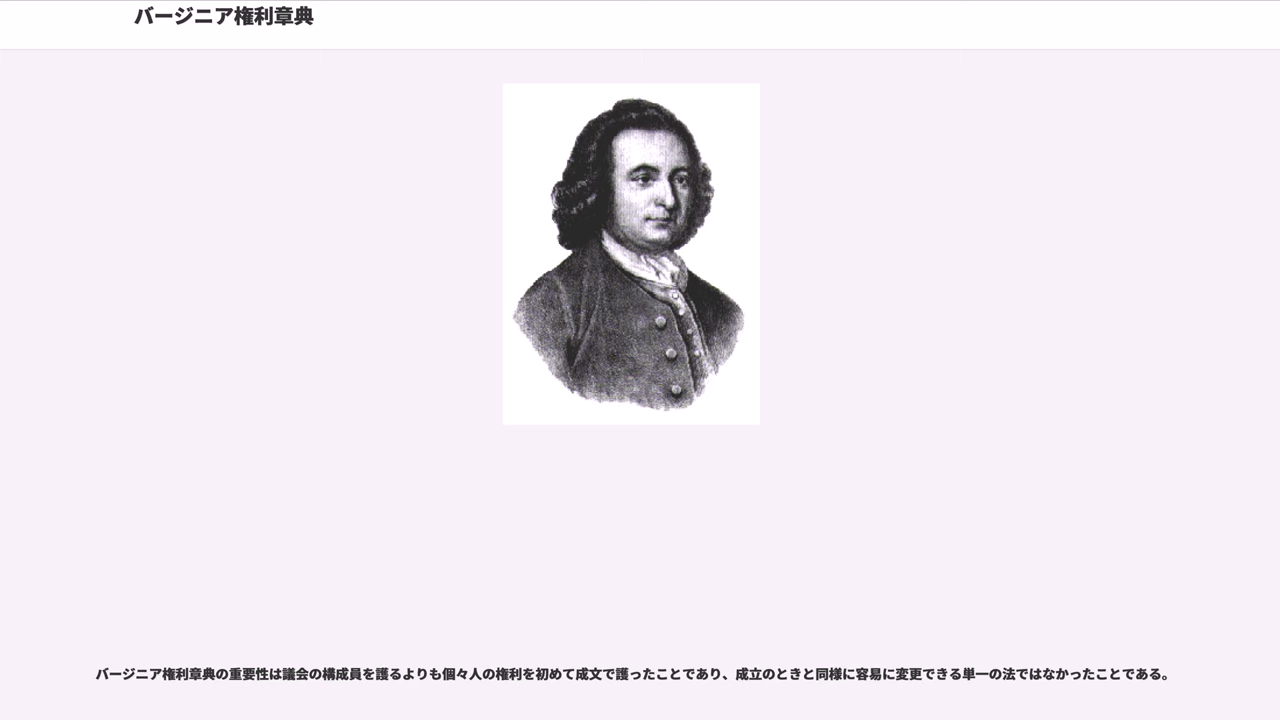 バージニア権利章典
バージニア権利章典の重要性は議会の構成員を護るよりも個々人の権利を初めて成文で護ったことであり、成立のときと同様に容易に変更できる単一の法ではなかったことである。